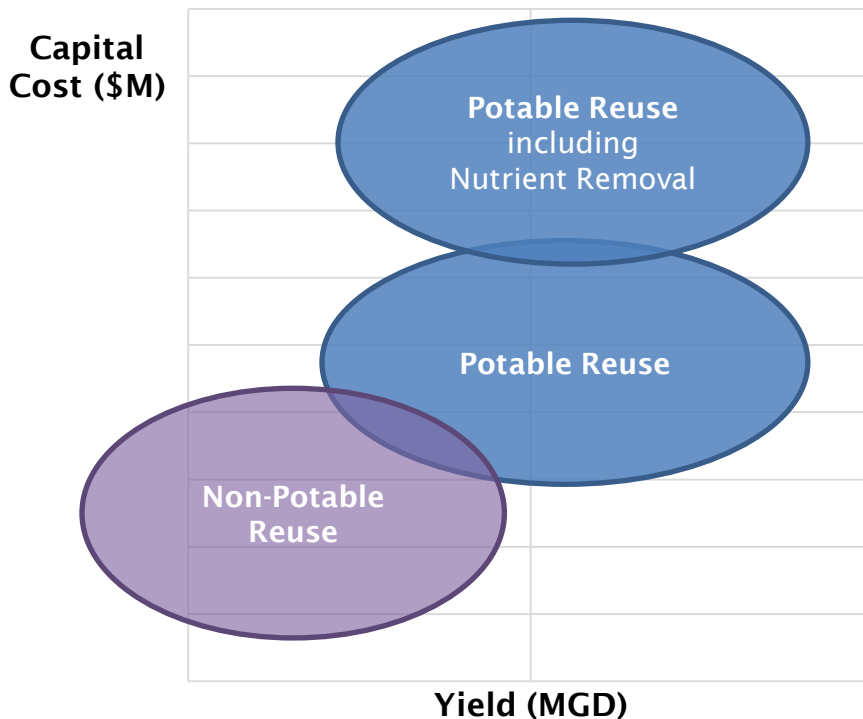 Capital
Cost ($M)
Potable Reuse
including
Nutrient Removal
Potable Reuse
Non-Potable
Reuse
Yield (MGD)